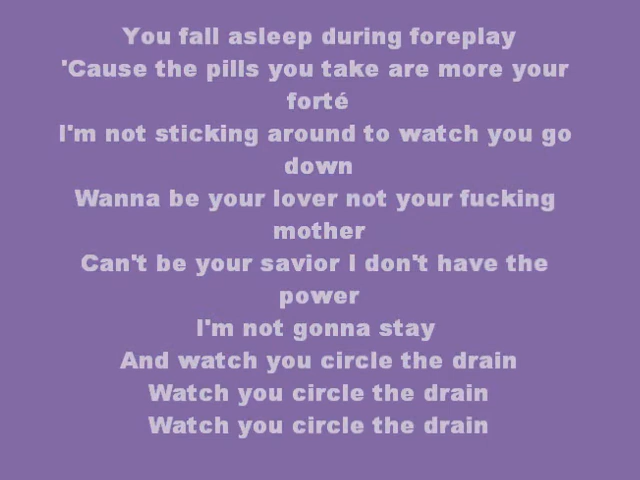 You fall asleep during foreplay
'Cause the pills you take are more your
forté
I'm not sticking around to watch you go
down
Wanna be your lover not your fucking
mother
Can't be your savior I don't have the
power
I'm not gonna stay
And watch you circle the drain
Watch you circle the drain
Watch you circle the drain